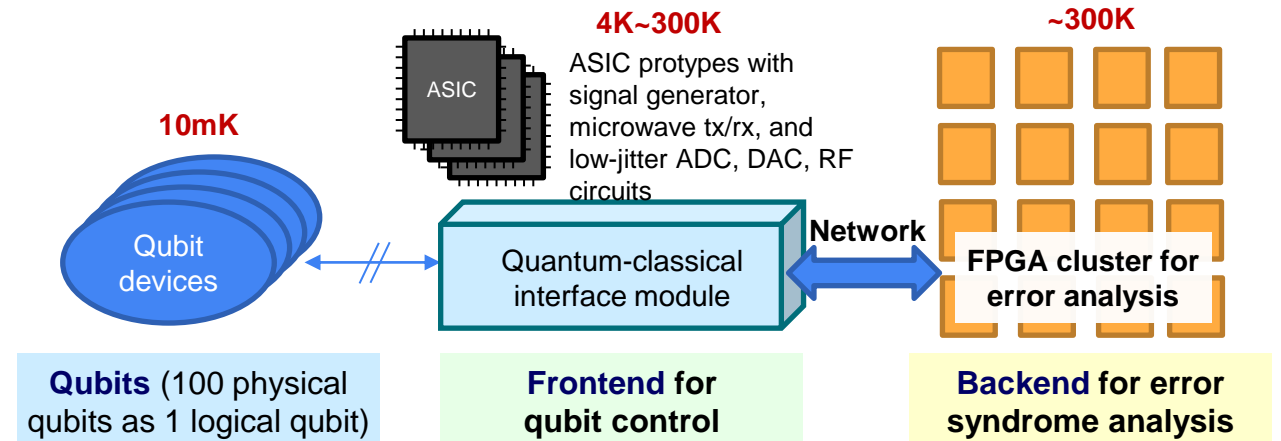 10mK
Qubit
devices
4K~300K
ASIC
ASIC protypes with
signal generator,
microwave tx/rx, and
low-jitter ADC, DAC, RF
circuits
Quantum-classical
interface module
Network
~300K
FPGA cluster for
error analysis
Qubits (100 physical
qubits as 1 logical qubit)
Frontend for
qubit control
Backend for error
syndrome analysis